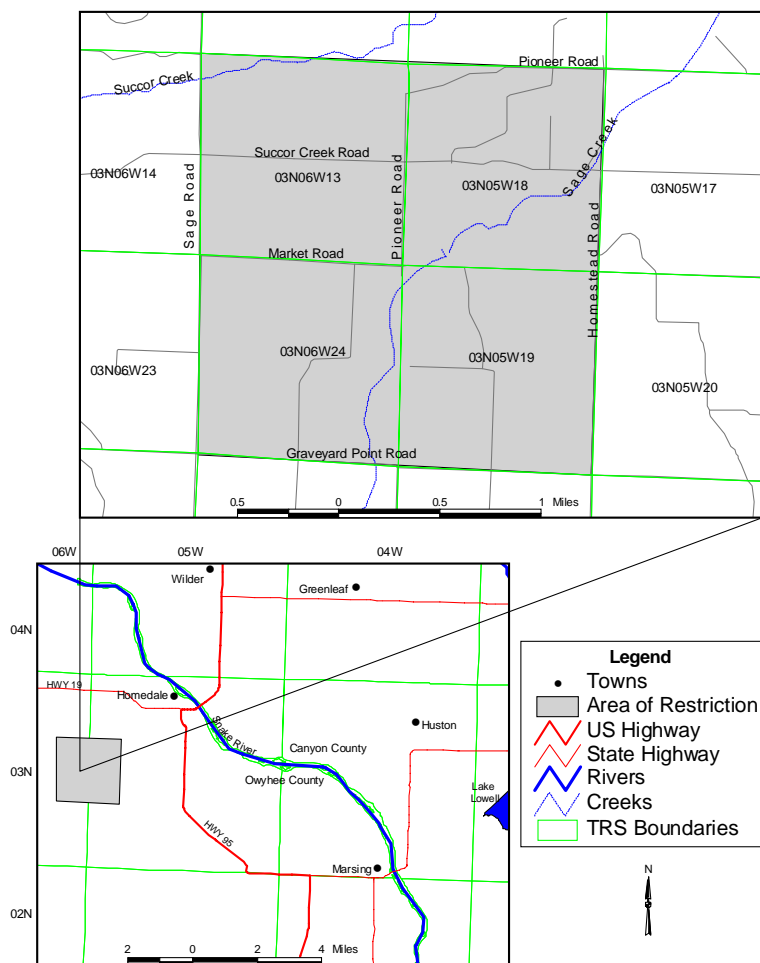 Pioneer Road
Succor Creek
Succor Creek Road
03N06W14
03N06W13
Sage Road
Pioneer Road
03N05W18
Sage Creek
03N05W17
Market Road
Homestead Road
03N06W23
03N06W24
03N05W19
03N05W20
Graveyard Point Road
0.5 0 0.5 1 Miles
06W 05W 04W
Wilder
Greenleaf
04N
HWY 19
Homedale
Snake River
Huston
Canyon County
03N
Owyhee County
Lake
Lowell
HWY 95
Marsing
02N
2 0 2 4 Miles
Legend
Towns
Area of Restriction
US Highway
State Highway
Rivers
Creeks
TRS Boundaries
N